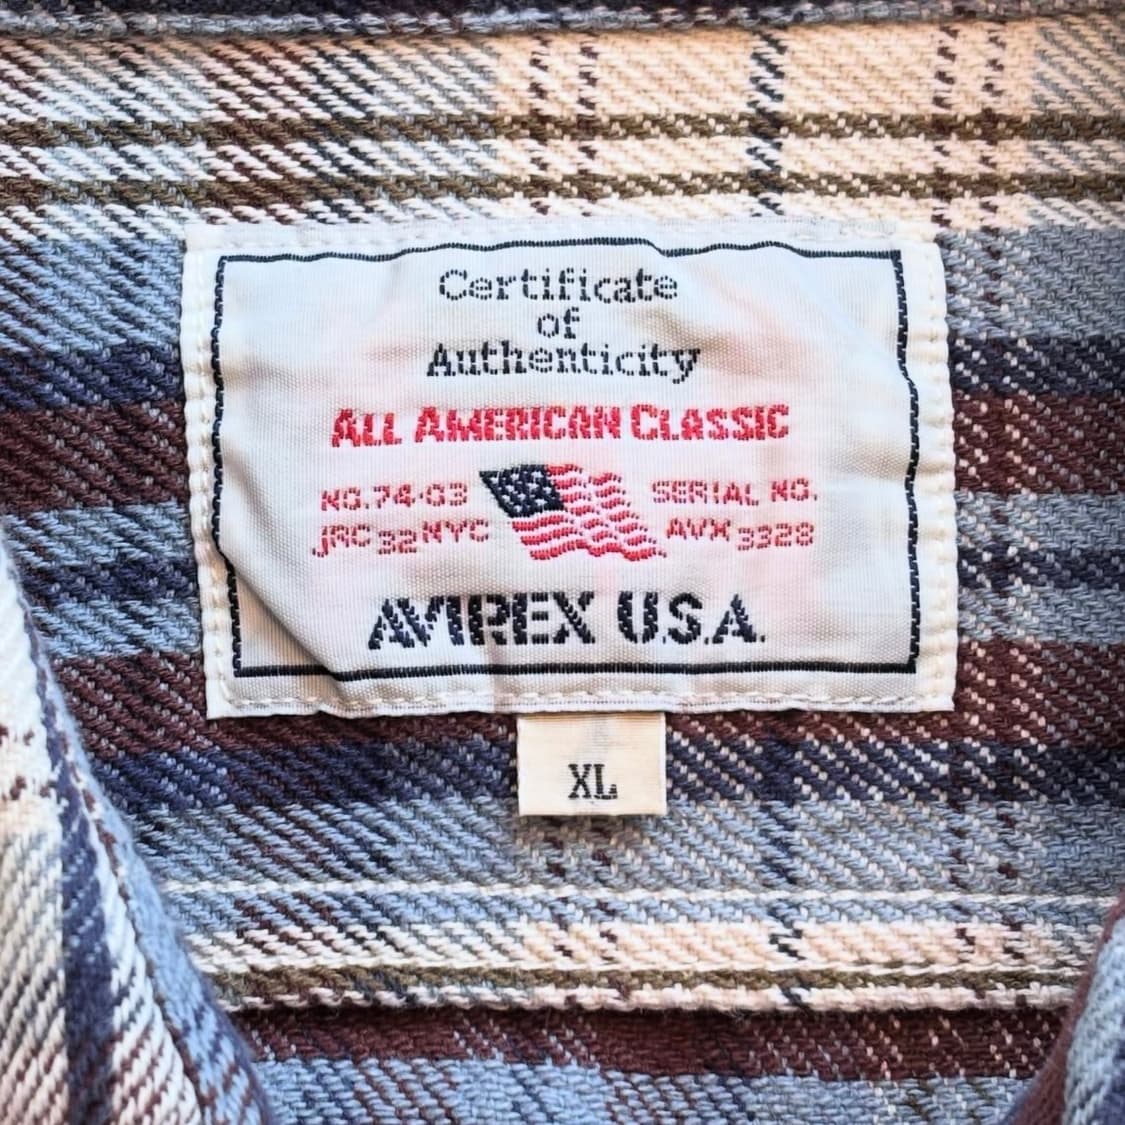 Certificate
of
Authenticity
ALL AMERICAN CLASSIC
NO.74-03
JRC 32 NYC
SERIAL NO.
AVX 3328
AVIREX U.S.A.
XL